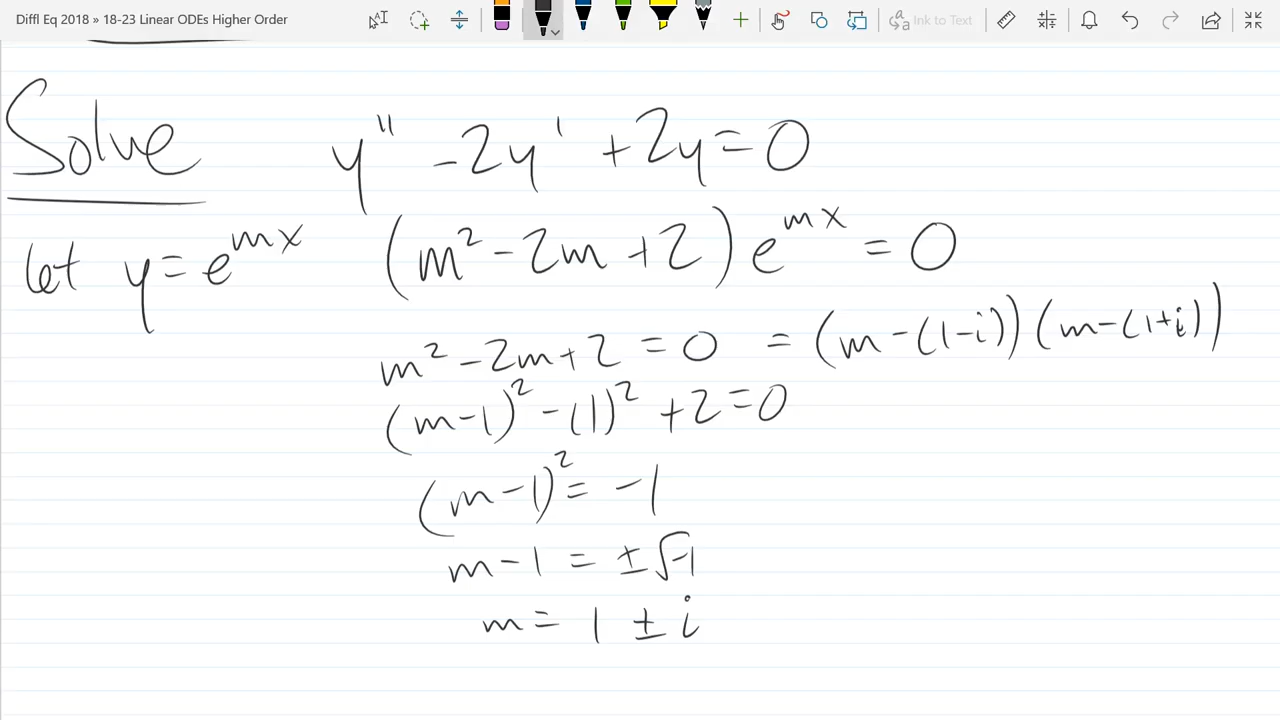 Diffl Eq 2018 » 18-23 Linear ODEs Higher Order
Ink to Text
Solve y'' - 2y' + 2y = 0
let y = e^{mx} (m² - 2m + 2) e^{mx} = 0
m² - 2m + 2 = 0 = (m - (1-i))(m - (1+i))
(m - 1)² - (1)² + 2 = 0
(m - 1)² = -1
m - 1 = ± √-1
m = 1 ± i